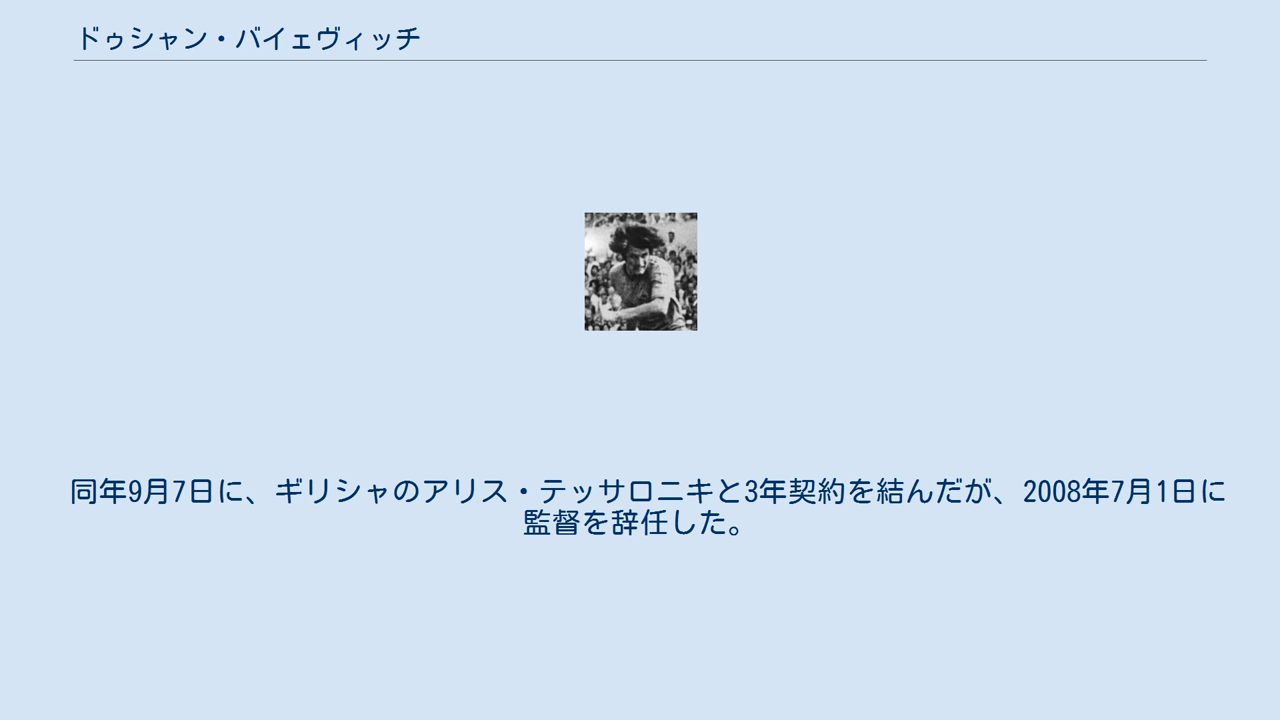 ドゥシャン・バイェヴィッチ
同年9月7日に、ギリシャのアリス・テッサロニキと3年契約を結んだが、2008年7月1日に
監督を辞任した。